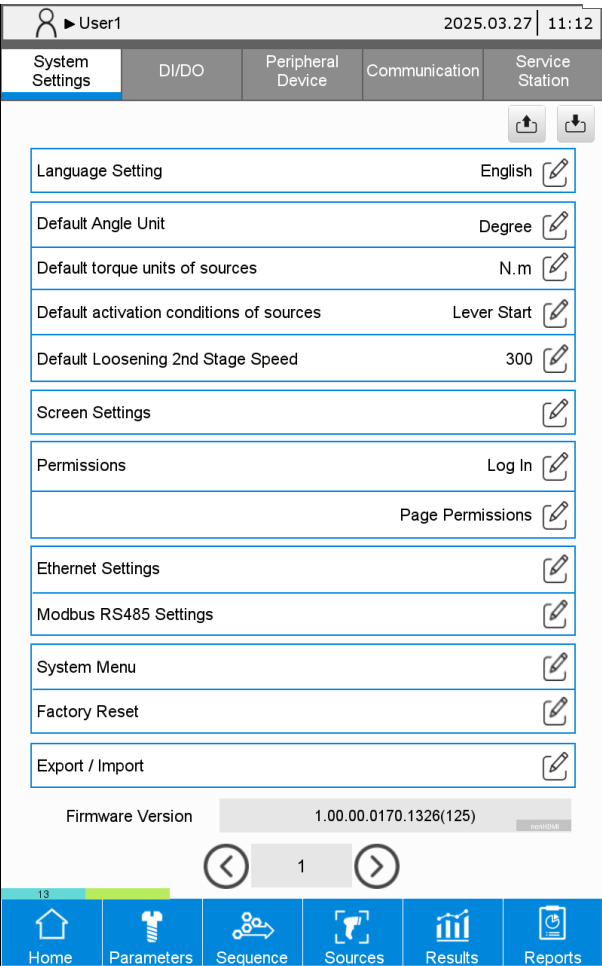 ►User1 2025.03.27 11:12
System Settings DI/DO Peripheral Device Communication Service Station
Language Setting English
Default Angle Unit Degree
Default torque units of sources N.m
Default activation conditions of sources Lever Start
Default Loosening 2nd Stage Speed 300
Screen Settings
Permissions Log In
Page Permissions
Ethernet Settings
Modbus RS485 Settings
System Menu
Factory Reset
Export / Import
Firmware Version 1.00.00.0170.1326(125)
nonHDMI
1
13
Home Parameters Sequence Sources Results Reports